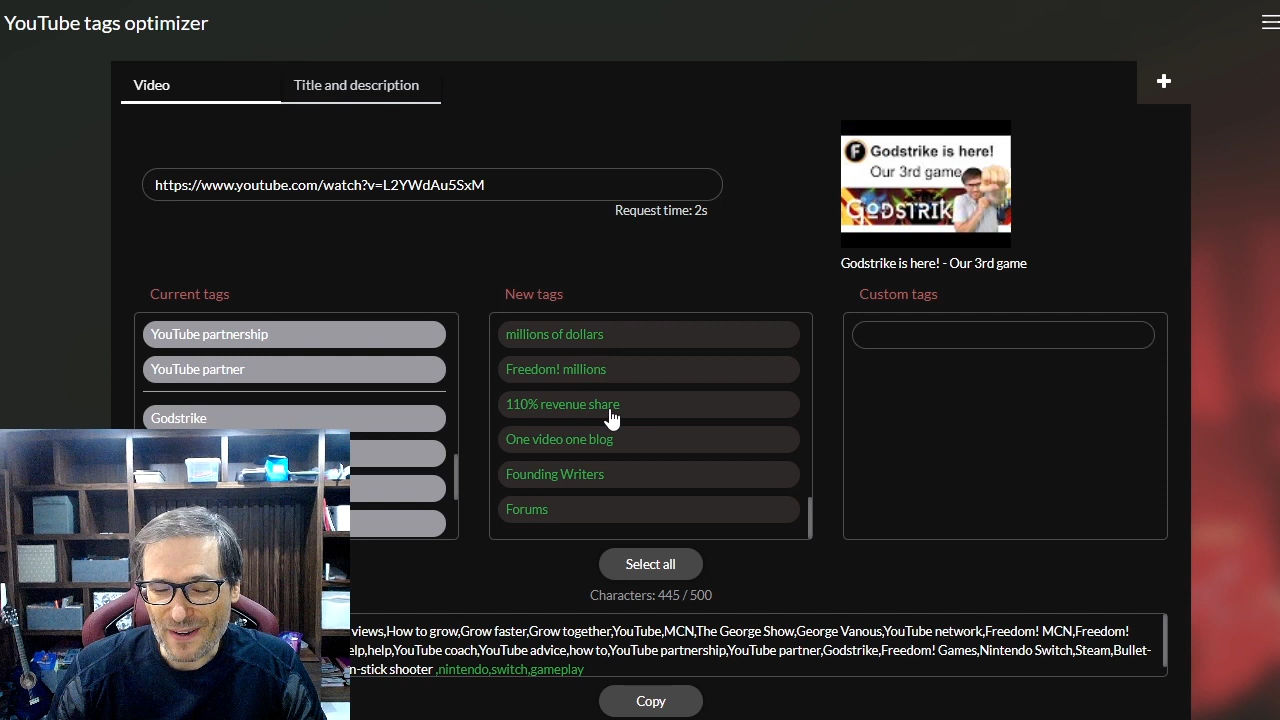 YouTube tags optimizer
Video
Title and description
https://www.youtube.com/watch?v=L2YWdAu5SxM
Request time: 2s
F Godstrike is here!
Our 3rd game
GODSTRIK
Godstrike is here! - Our 3rd game
Current tags
YouTube partnership
YouTube partner
Godstrike
New tags
millions of dollars
Freedom! millions
110% revenue share
One video one blog
Founding Writers
Forums
Custom tags
Select all
Characters: 445 / 500
views,How to grow,Grow faster,Grow together,YouTube,MCN,The George Show,George Vanous,YouTube network,Freedom! MCN,Freedom!
elp,help,YouTube coach,YouTube advice,how to,YouTube partnership,YouTube partner,Godstrike,Freedom! Games,Nintendo Switch,Steam,Bullet-
n-stick shooter ,nintendo,switch,gameplay
Copy